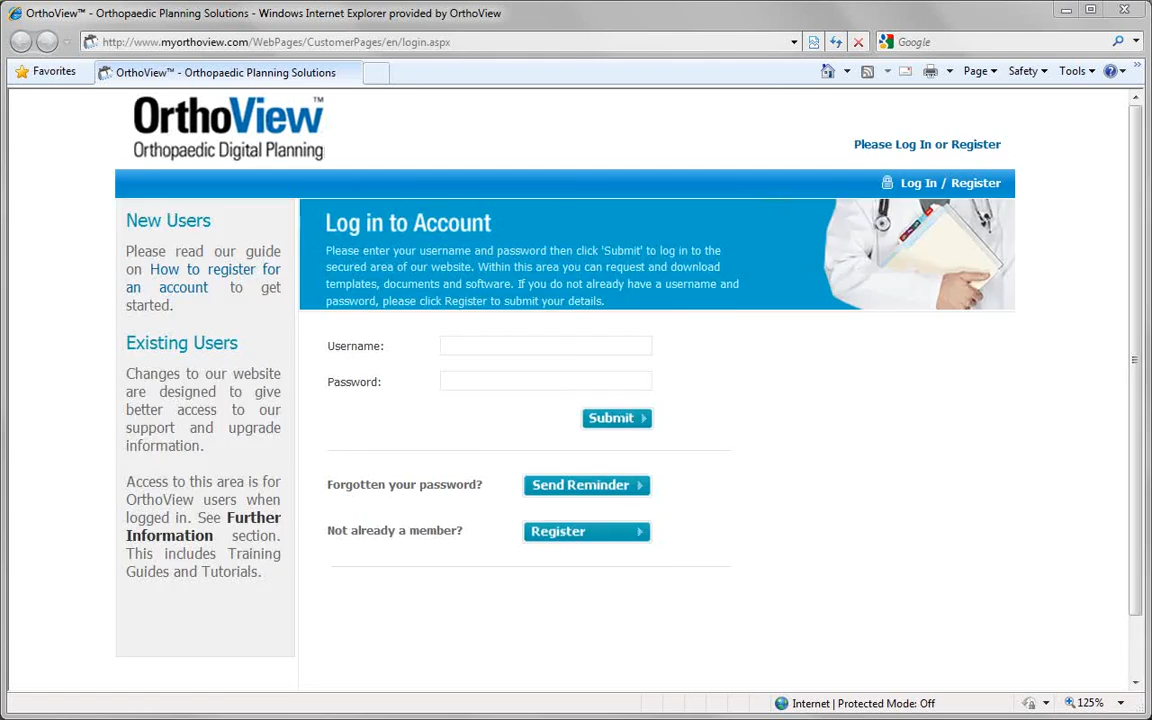 OrthoView™ - Orthopaedic Planning Solutions - Windows Internet Explorer provided by OrthoView
http://www.myorthoview.com/WebPages/CustomerPages/en/login.aspx
Google
Favorites
OrthoView™ - Orthopaedic Planning Solutions
Page
Safety
Tools
OrthoView™
Orthopaedic Digital Planning
Please Log In or Register
Log In / Register
New Users
Please read our guide
on How to register for
an account to get
started.
Existing Users
Changes to our website
are designed to give
better access to our
support and upgrade
information.
Access to this area is for
OrthoView users when
logged in. See Further
Information section.
This includes Training
Guides and Tutorials.
Log in to Account
Please enter your username and password then click 'Submit' to log in to the
secured area of our website. Within this area you can request and download
templates, documents and software. If you do not already have a username and
password, please click Register to submit your details.
Username:
Password:
Submit
Forgotten your password?
Send Reminder
Not already a member?
Register
Internet | Protected Mode: Off
125%